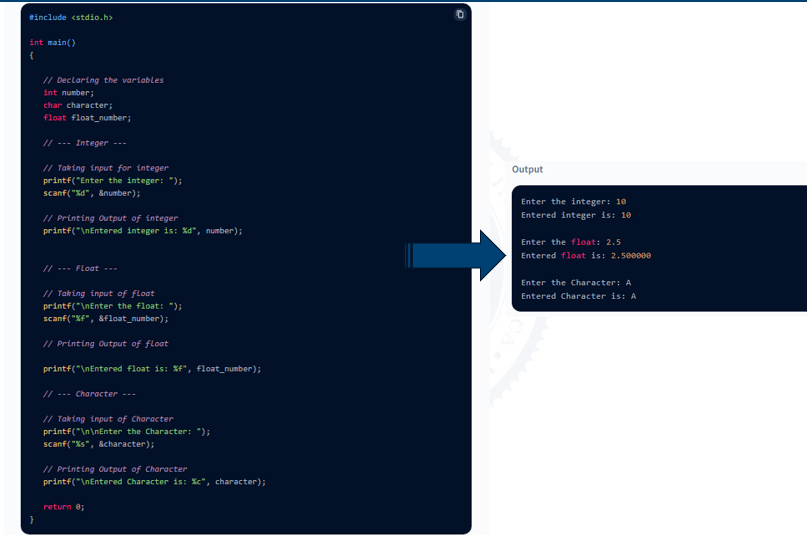 #include <stdio.h>
int main()
{
// Declaring the variables
int number;
char character;
float float_number;
// --- Integer ---
// Taking input for integer
printf("Enter the integer: ");
scanf("%d", &number);
// Printing Output of integer
printf("\nEntered integer is: %d", number);
// --- Float ---
// Taking input of float
printf("\nEnter the float: ");
scanf("%f", &float_number);
// Printing Output of float
printf("\nEntered float is: %f", float_number);
// --- Character ---
// Taking input of Character
printf("\n\nEnter the Character: ");
scanf("%s", &character);
// Printing Output of Character
printf("\nEntered Character is: %c", character);
return 0;
}
Output
Enter the integer: 10
Entered integer is: 10
Enter the float: 2.5
Entered float is: 2.500000
Enter the Character: A
Entered Character is: A